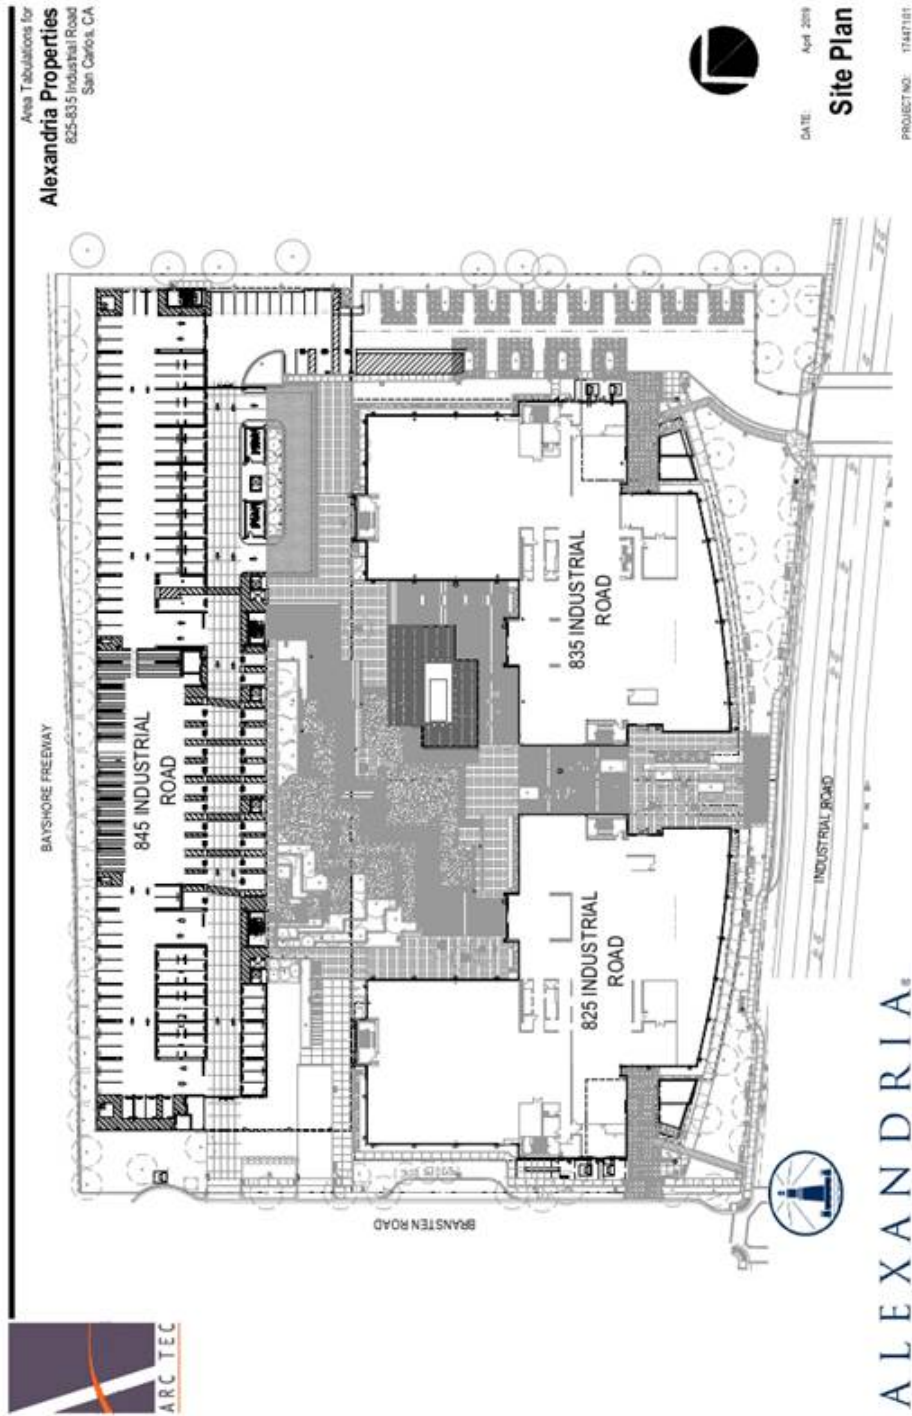 Area Tabulations for
Alexandria Properties
825-835 Industrial Road
San Carlos, CA
BAYSHORE FREEWAY
845 INDUSTRIAL
ROAD
835 INDUSTRIAL
ROAD
825 INDUSTRIAL
ROAD
INDUSTRIAL ROAD
BRANSTEN ROAD
DATE: April 2019
Site Plan
PROJECT NO: 17447101
ARC TEC
ALEXANDRIA®